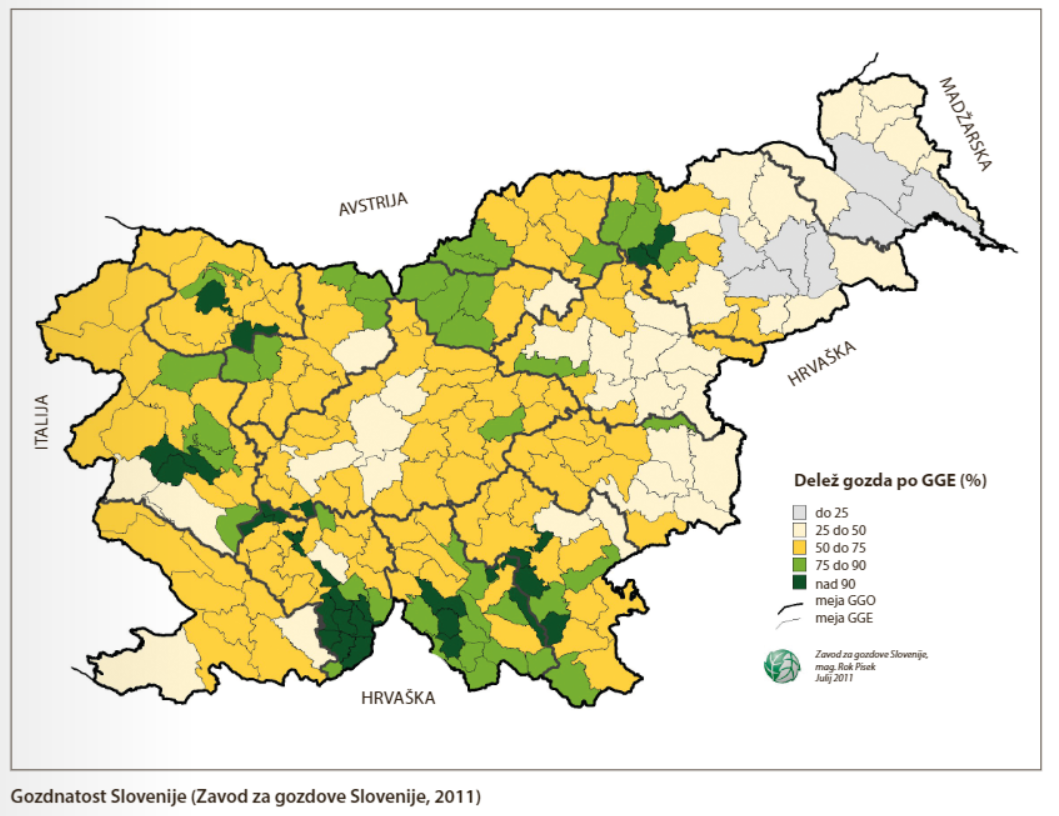 MADŽARSKA
AVSTRIJA
HRVAŠKA
ITALIJA
Delež gozda po GGE (%)
do 25
25 do 50
50 do 75
75 do 90
nad 90
meja GGO
meja GGE
Zavod za gozdove Slovenije,
mag. Rok Pisek
Julij 2011
HRVAŠKA
Gozdnatost Slovenije (Zavod za gozdove Slovenije, 2011)